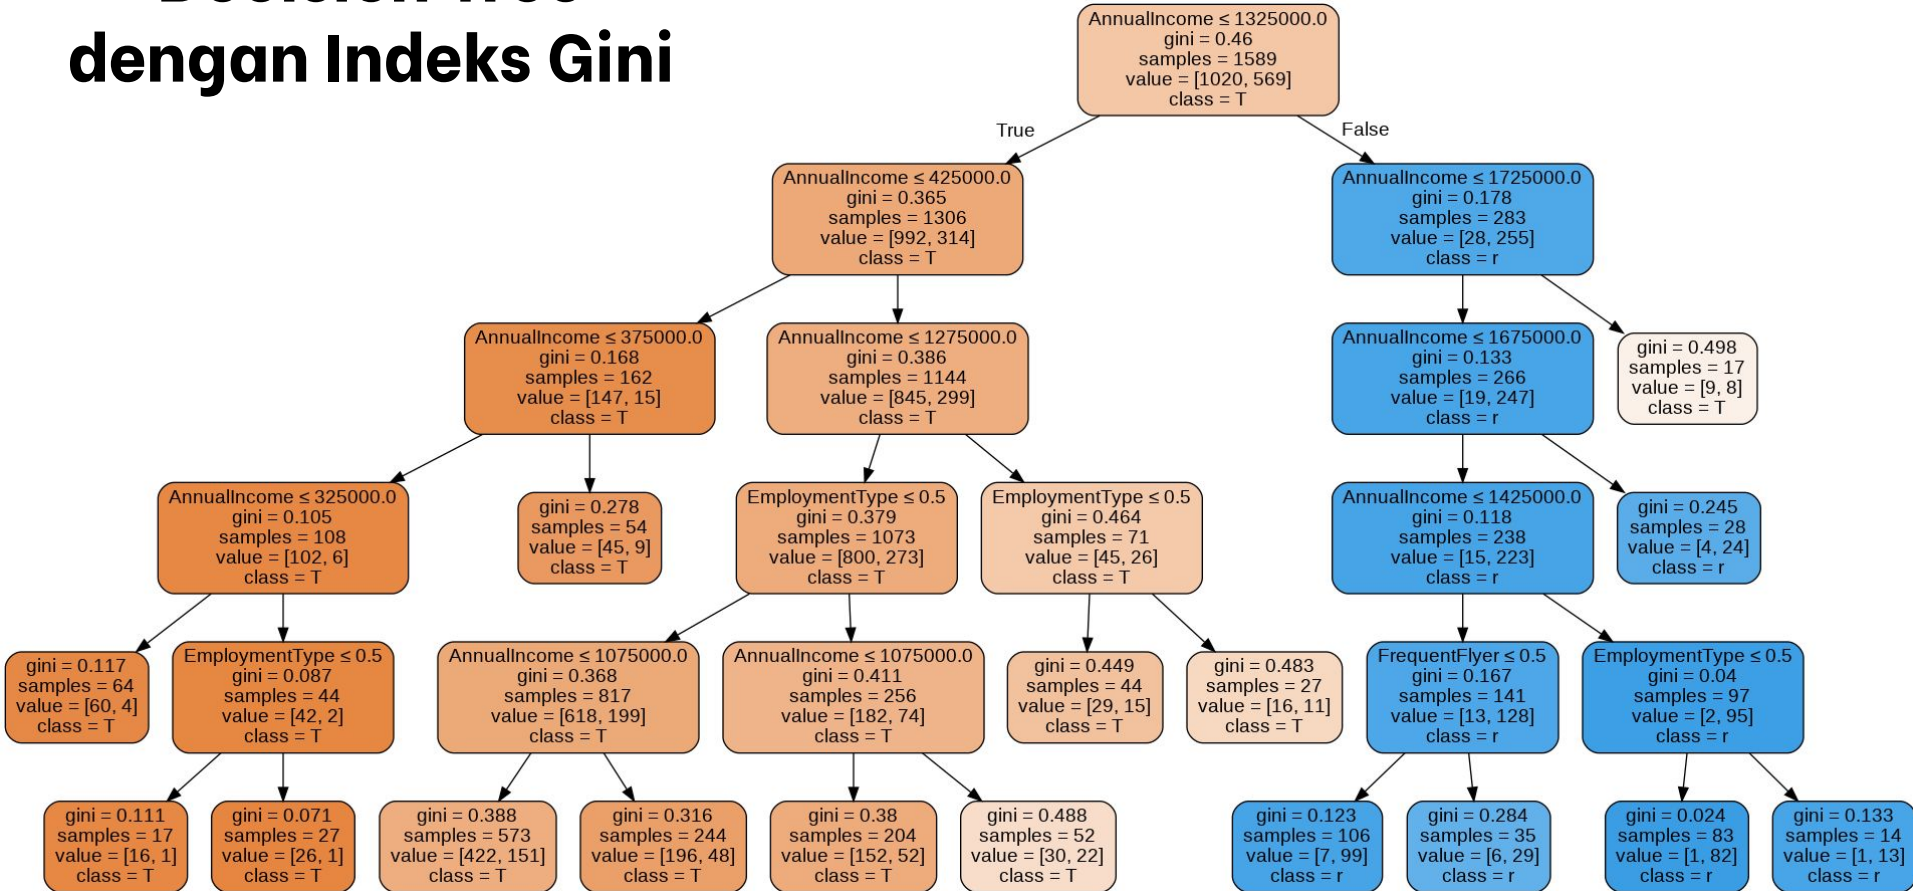 dengan Indeks Gini
AnnualIncome ≤ 1325000.0
gini = 0.46
samples = 1589
value = [1020, 569]
class = T
True
False
AnnualIncome ≤ 425000.0
gini = 0.365
samples = 1306
value = [992, 314]
class = T
AnnualIncome ≤ 1725000.0
gini = 0.178
samples = 283
value = [28, 255]
class = r
AnnualIncome ≤ 375000.0
gini = 0.168
samples = 162
value = [147, 15]
class = T
AnnualIncome ≤ 1275000.0
gini = 0.386
samples = 1144
value = [845, 299]
class = T
AnnualIncome ≤ 1675000.0
gini = 0.133
samples = 266
value = [19, 247]
class = r
gini = 0.498
samples = 17
value = [9, 8]
class = T
AnnualIncome ≤ 325000.0
gini = 0.105
samples = 108
value = [102, 6]
class = T
gini = 0.278
samples = 54
value = [45, 9]
class = T
EmploymentType ≤ 0.5
gini = 0.379
samples = 1073
value = [800, 273]
class = T
EmploymentType ≤ 0.5
gini = 0.464
samples = 71
value = [45, 26]
class = T
AnnualIncome ≤ 1425000.0
gini = 0.118
samples = 238
value = [15, 223]
class = r
gini = 0.245
samples = 28
value = [4, 24]
class = r
gini = 0.117
samples = 64
value = [60, 4]
class = T
EmploymentType ≤ 0.5
gini = 0.087
samples = 44
value = [42, 2]
class = T
AnnualIncome ≤ 1075000.0
gini = 0.368
samples = 817
value = [618, 199]
class = T
AnnualIncome ≤ 1075000.0
gini = 0.411
samples = 256
value = [182, 74]
class = T
gini = 0.449
samples = 44
value = [29, 15]
class = T
gini = 0.483
samples = 27
value = [16, 11]
class = T
FrequentFlyer ≤ 0.5
gini = 0.167
samples = 141
value = [13, 128]
class = r
EmploymentType ≤ 0.5
gini = 0.04
samples = 97
value = [2, 95]
class = r
gini = 0.111
samples = 17
value = [16, 1]
class = T
gini = 0.071
samples = 27
value = [26, 1]
class = T
gini = 0.388
samples = 573
value = [422, 151]
class = T
gini = 0.316
samples = 244
value = [196, 48]
class = T
gini = 0.38
samples = 204
value = [152, 52]
class = T
gini = 0.488
samples = 52
value = [30, 22]
class = T
gini = 0.123
samples = 106
value = [7, 99]
class = r
gini = 0.284
samples = 35
value = [6, 29]
class = r
gini = 0.024
samples = 83
value = [1, 82]
class = r
gini = 0.133
samples = 14
value = [1, 13]
class = r